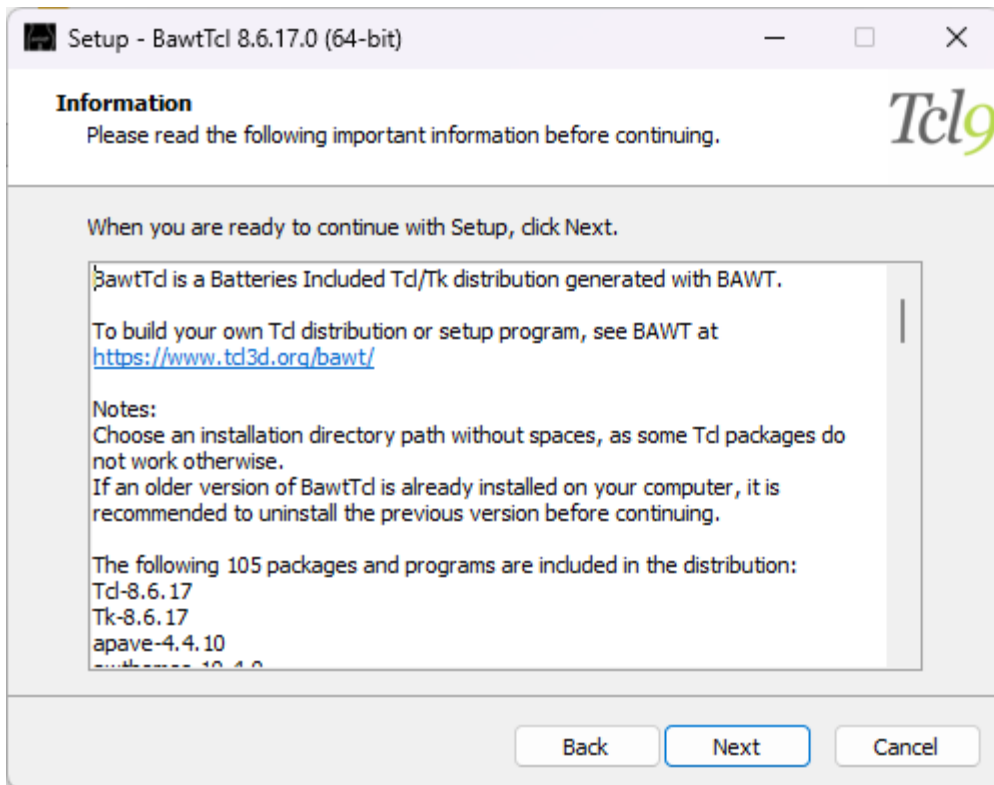 Setup - BawtTcl 8.6.17.0 (64-bit)
Information
Please read the following important information before continuing.
Tcl9
When you are ready to continue with Setup, click Next.
BawtTcl is a Batteries Included Tcl/Tk distribution generated with BAWT.
To build your own Tcl distribution or setup program, see BAWT at
https://www.tcl3d.org/bawt/
Notes:
Choose an installation directory path without spaces, as some Tcl packages do
not work otherwise.
If an older version of BawtTcl is already installed on your computer, it is
recommended to uninstall the previous version before continuing.
The following 105 packages and programs are included in the distribution:
Tcl-8.6.17
Tk-8.6.17
apave-4.4.10
Back
Next
Cancel